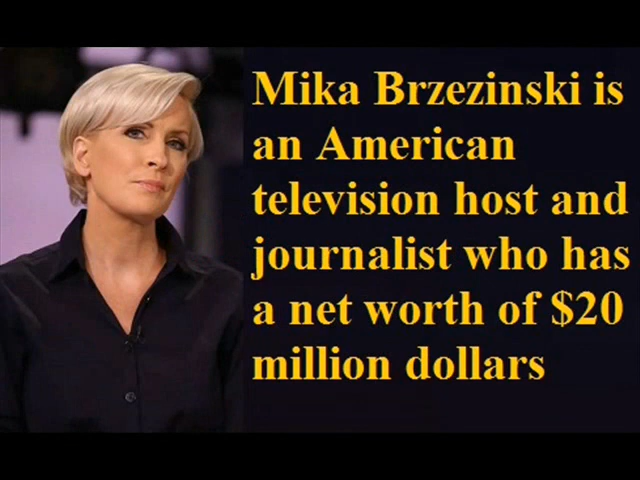 Mika Brzezinski is
an American
television host and
journalist who has
a net worth of $20
million dollars